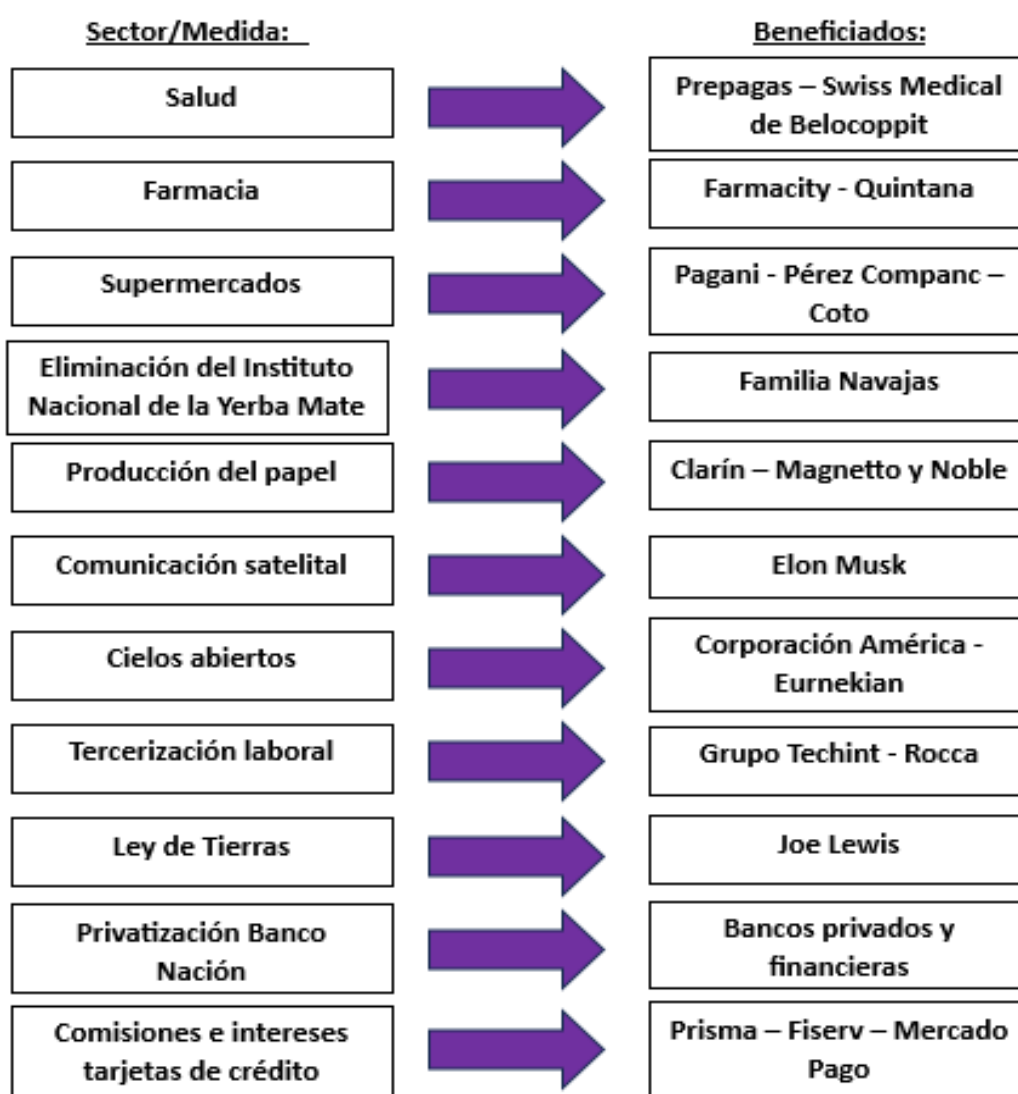 Sector/Medida:
Beneficiados:
Salud
Prepagas – Swiss Medical
de Belocoppit
Farmacia
Farmacity - Quintana
Supermercados
Pagani - Pérez Companc –
Coto
Eliminación del Instituto
Nacional de la Yerba Mate
Familia Navajas
Producción del papel
Clarín – Magnetto y Noble
Comunicación satelital
Elon Musk
Cielos abiertos
Corporación América -
Eurnekian
Tercerización laboral
Grupo Techint - Rocca
Ley de Tierras
Joe Lewis
Privatización Banco
Nación
Bancos privados y
financieras
Comisiones e intereses
tarjetas de crédito
Prisma – Fiserv – Mercado
Pago